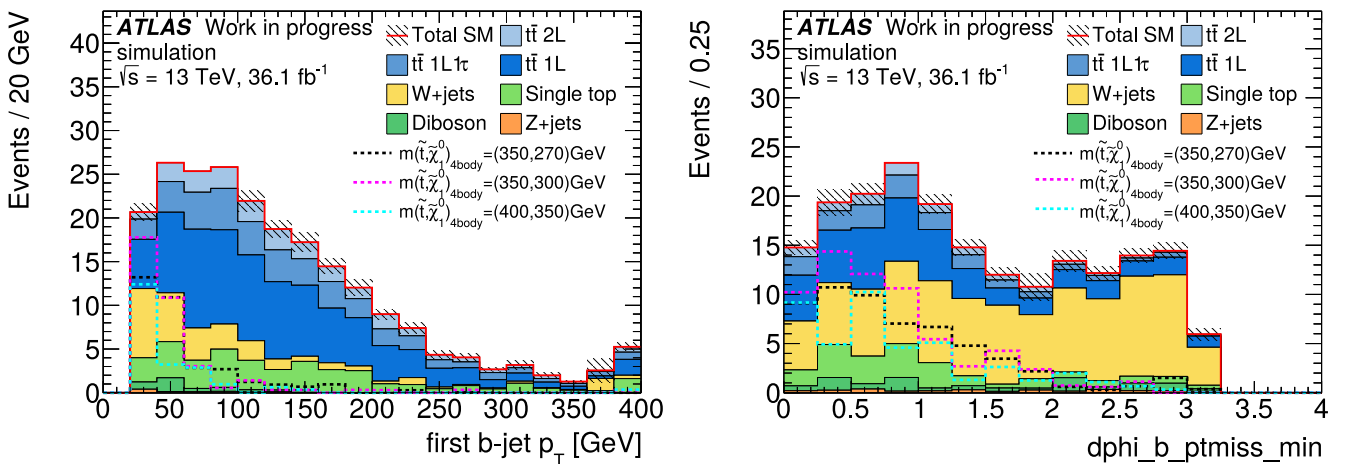 ATLAS Work in progress
simulation
√s = 13 TeV, 36.1 fb⁻¹
Total SM
tt̄ 2L
tt̄ 1L1τ
tt̄ 1L
W+jets
Single top
Diboson
Z+jets
m(t̃,χ̃⁰₁)4body=(350,270)GeV
m(t̃,χ̃⁰₁)4body=(350,300)GeV
m(t̃,χ̃⁰₁)4body=(400,350)GeV
Events / 20 GeV
40
35
30
25
20
15
10
5
0
0 50 100 150 200 250 300 350 400
first b-jet pT [GeV]
ATLAS Work in progress
simulation
√s = 13 TeV, 36.1 fb⁻¹
Total SM
tt̄ 2L
tt̄ 1L1τ
tt̄ 1L
W+jets
Single top
Diboson
Z+jets
m(t̃,χ̃⁰₁)4body=(350,270)GeV
m(t̃,χ̃⁰₁)4body=(350,300)GeV
m(t̃,χ̃⁰₁)4body=(400,350)GeV
Events / 0.25
35
30
25
20
15
10
5
0
0 0.5 1 1.5 2 2.5 3 3.5 4
dphi_b_ptmiss_min